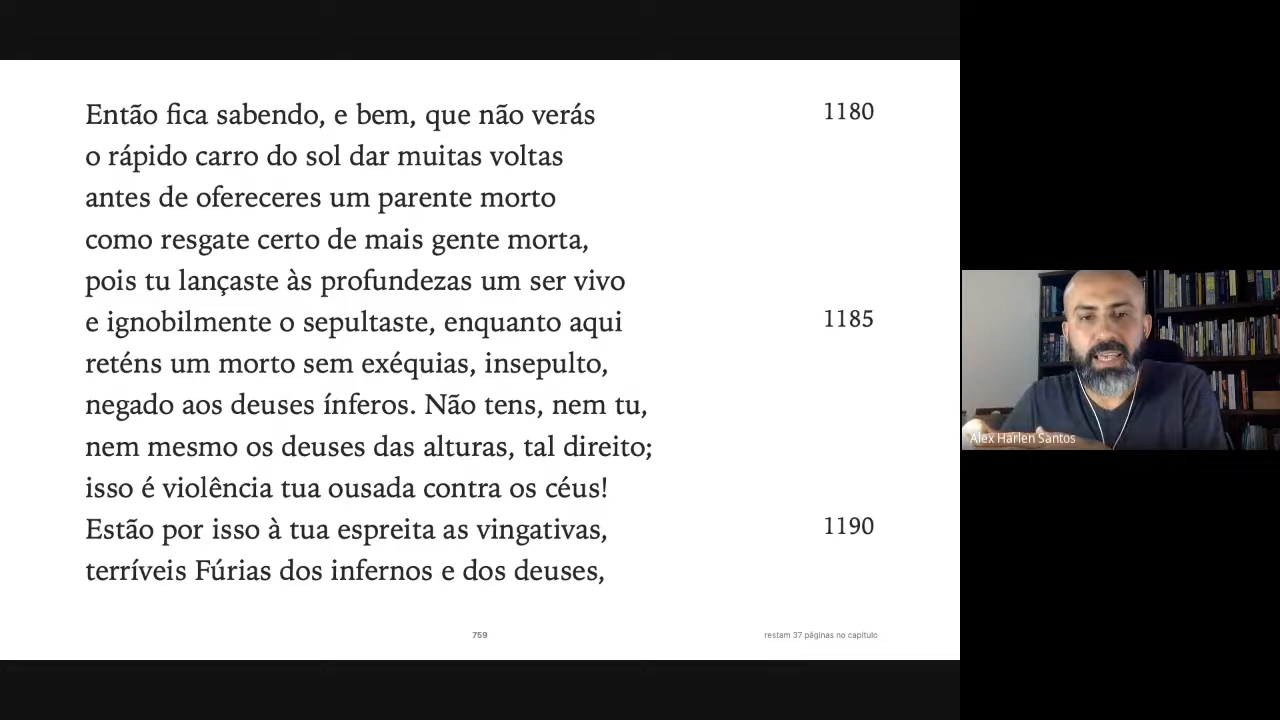 Então fica sabendo, e bem, que não verás 1180
o rápido carro do sol dar muitas voltas
antes de ofereceres um parente morto
como resgate certo de mais gente morta,
pois tu lançaste às profundezas um ser vivo
e ignobilmente o sepultaste, enquanto aqui 1185
reténs um morto sem exéquias, insepulto,
negado aos deuses ínferos. Não tens, nem tu,
nem mesmo os deuses das alturas, tal direito;
isso é violência tua ousada contra os céus!
Estão por isso à tua espreita as vingativas, 1190
terríveis Fúrias dos infernos e dos deuses,
759 restam 37 páginas no capítulo
Alex Harlen Santos